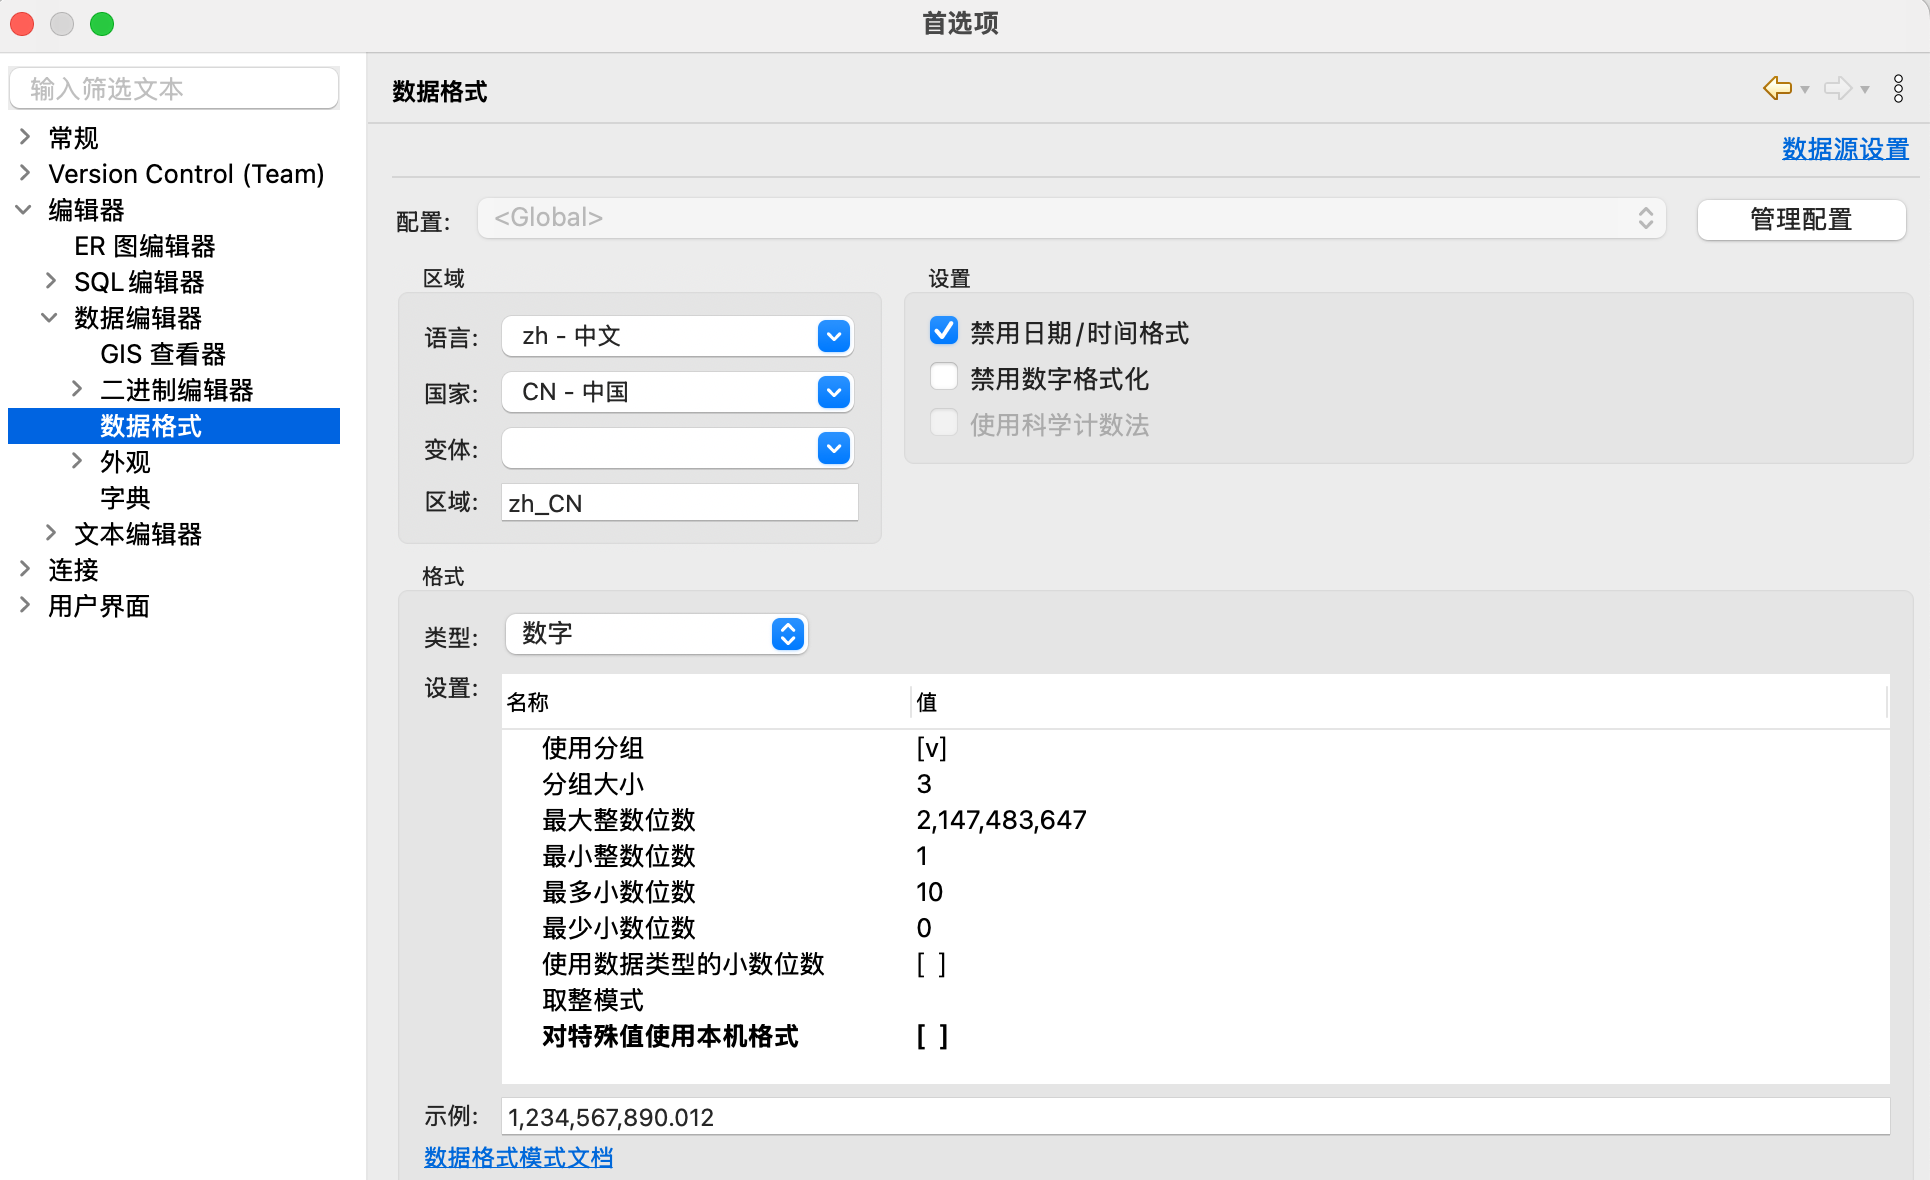 首选项
输入筛选文本
常规
Version Control (Team)
编辑器
ER 图编辑器
SQL 编辑器
数据编辑器
GIS 查看器
二进制编辑器
数据格式
外观
字典
文本编辑器
连接
用户界面
数据格式
数据源设置
配置: <Global> 管理配置
区域
语言: zh - 中文
国家: CN - 中国
变体:
区域: zh_CN
设置
禁用日期/时间格式
禁用数字格式化
使用科学计数法
格式
类型: 数字
设置: 名称 值
使用分组 [v]
分组大小 3
最大整数位数 2,147,483,647
最小整数位数 1
最多小数位数 10
最少小数位数 0
使用数据类型的小数位数 [ ]
取整模式
对特殊值使用本机格式 [ ]
示例: 1,234,567,890.012
数据格式模式文档